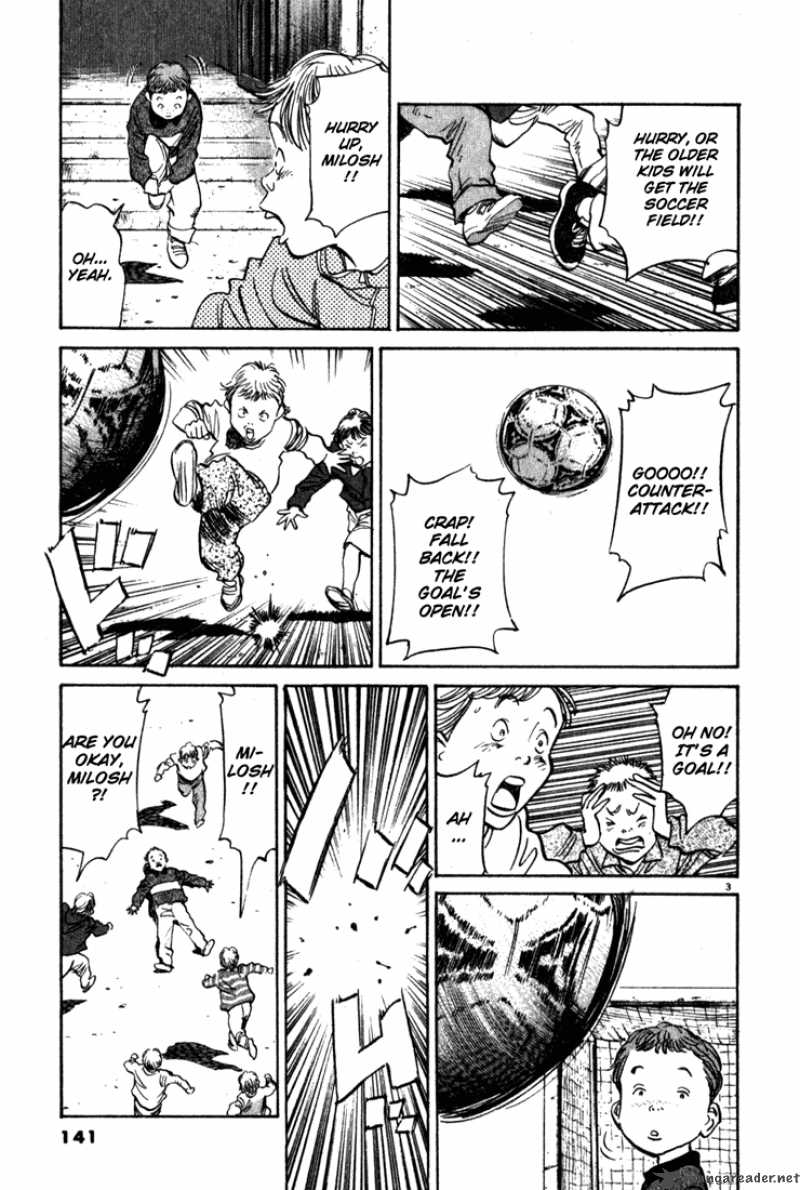 HURRY, OR
THE OLDER
KIDS WILL
GET THE
SOCCER
FIELD!!
HURRY
UP,
MILOSH
!!
OH...
YEAH.
GOOOO!!
COUNTER-
ATTACK!!
CRAP!
FALL
BACK!!
THE
GOAL'S
OPEN!!
OH NO!
IT'S A
GOAL!!
AH
...
3
MI-
LOSH
!!
ARE YOU
OKAY,
MILOSH
?!
141
mangareader.net